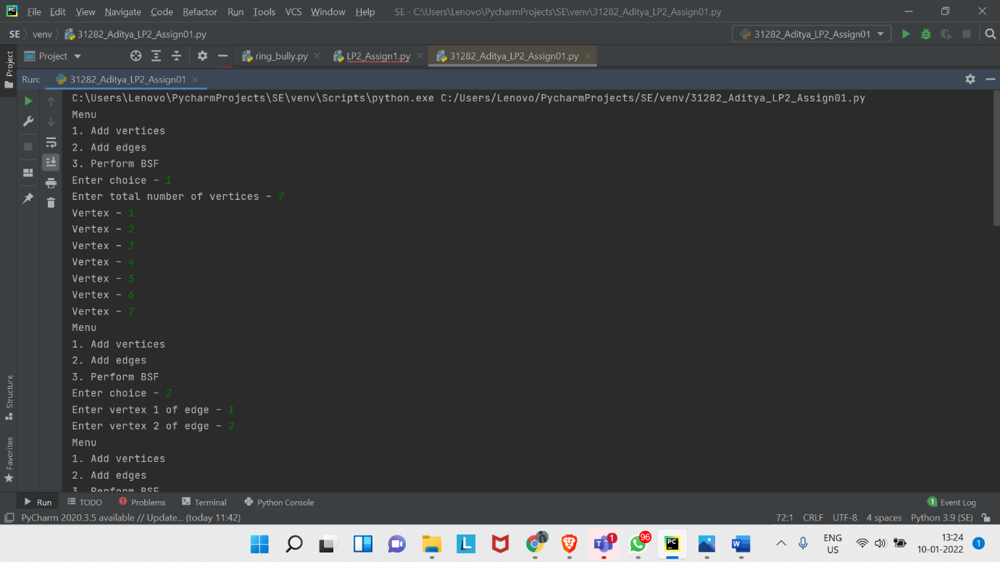 PC File Edit View Navigate Code Refactor Run Tools VCS Window Help SE - C:\Users\Lenovo\PycharmProjects\SE\venv\31282_Aditya_LP2_Assign01.py
SE venv 31282_Aditya_LP2_Assign01.py 31282_Aditya_LP2_Assign01
Project Project ring_bully.py LP2_Assign1.py 31282_Aditya_LP2_Assign01.py
Run: 31282_Aditya_LP2_Assign01
C:\Users\Lenovo\PycharmProjects\SE\venv\Scripts\python.exe C:/Users/Lenovo/PycharmProjects/SE/venv/31282_Aditya_LP2_Assign01.py
Menu
1. Add vertices
2. Add edges
3. Perform BSF
Enter choice - 1
Enter total number of vertices - 7
Vertex - 1
Vertex - 2
Vertex - 3
Vertex - 4
Vertex - 5
Vertex - 6
Vertex - 7
Menu
1. Add vertices
2. Add edges
3. Perform BSF
Enter choice - 2
Enter vertex 1 of edge - 1
Enter vertex 2 of edge - 2
Menu
1. Add vertices
2. Add edges
3. Perform BSF
Structure
Favorites
Run TODO Problems Terminal Python Console 1 Event Log
PyCharm 2020.3.5 available // Update... (today 11:42) 72:1 CRLF UTF-8 4 spaces Python 3.9 (SE)
L n T 1 96 PC W ENG US 13:24 10-01-2022 1